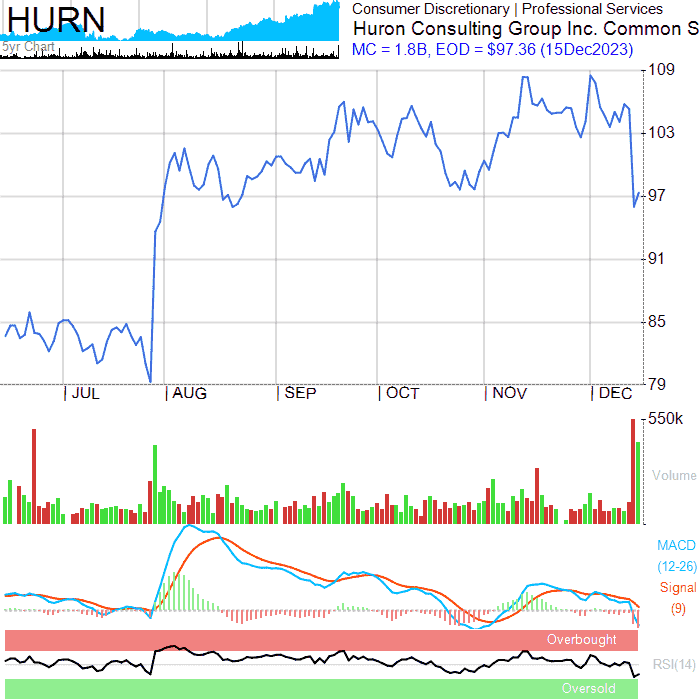 HURN
5yr Chart
Consumer Discretionary | Professional Services
Huron Consulting Group Inc. Common S
MC = 1.8B, EOD = $97.36 (15Dec2023)
109
103
97
91
85
79
JUL AUG SEP OCT NOV DEC
550k
Volume
MACD
(12-26)
Signal
(9)
Overbought
RSI(14)
Oversold